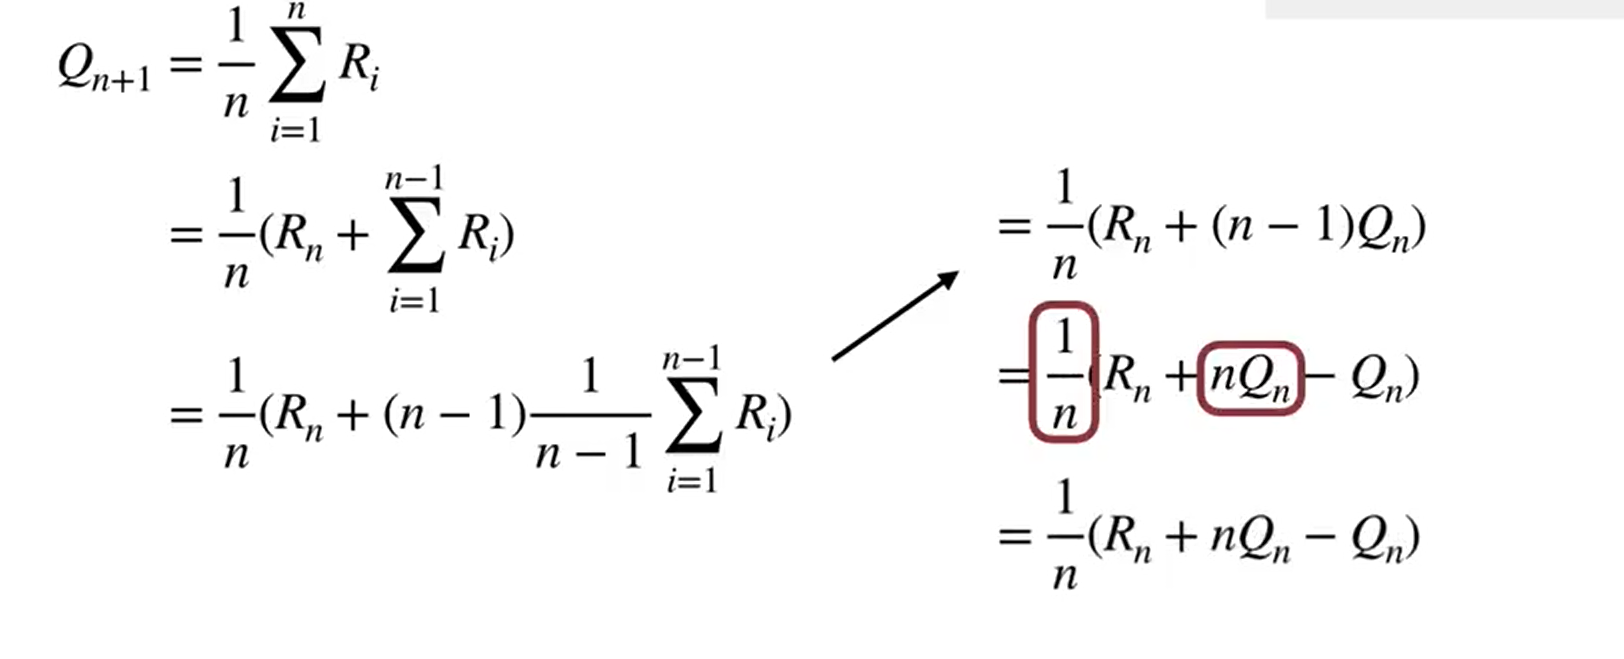 Q_{n+1} = \frac{1}{n} \sum_{i=1}^{n} R_i
= \frac{1}{n} (R_n + \sum_{i=1}^{n-1} R_i)
= \frac{1}{n} (R_n + (n - 1) \frac{1}{n - 1} \sum_{i=1}^{n-1} R_i)
= \frac{1}{n} (R_n + (n - 1)Q_n)
= \frac{1}{n} (R_n + nQ_n - Q_n)
= \frac{1}{n} (R_n + nQ_n - Q_n)